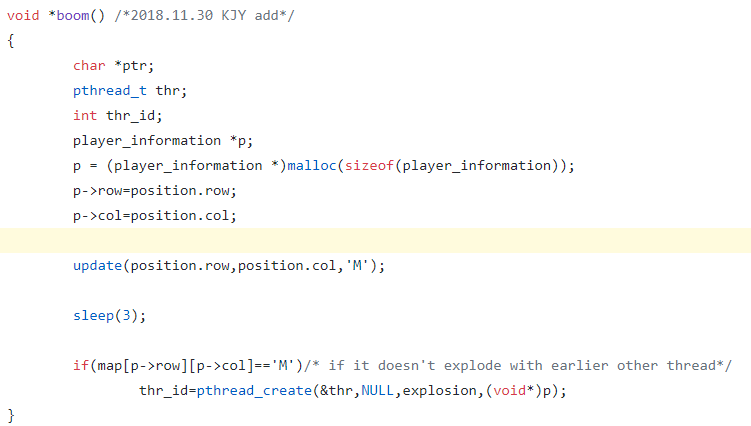 void *boom() /*2018.11.30 KJY add*/
{
char *ptr;
pthread_t thr;
int thr_id;
player_information *p;
p = (player_information *)malloc(sizeof(player_information));
p->row=position.row;
p->col=position.col;
update(position.row,position.col,'M');
sleep(3);
if(map[p->row][p->col]=='M')/* if it doesn't explode with earlier other thread*/
thr_id=pthread_create(&thr,NULL,explosion,(void*)p);
}